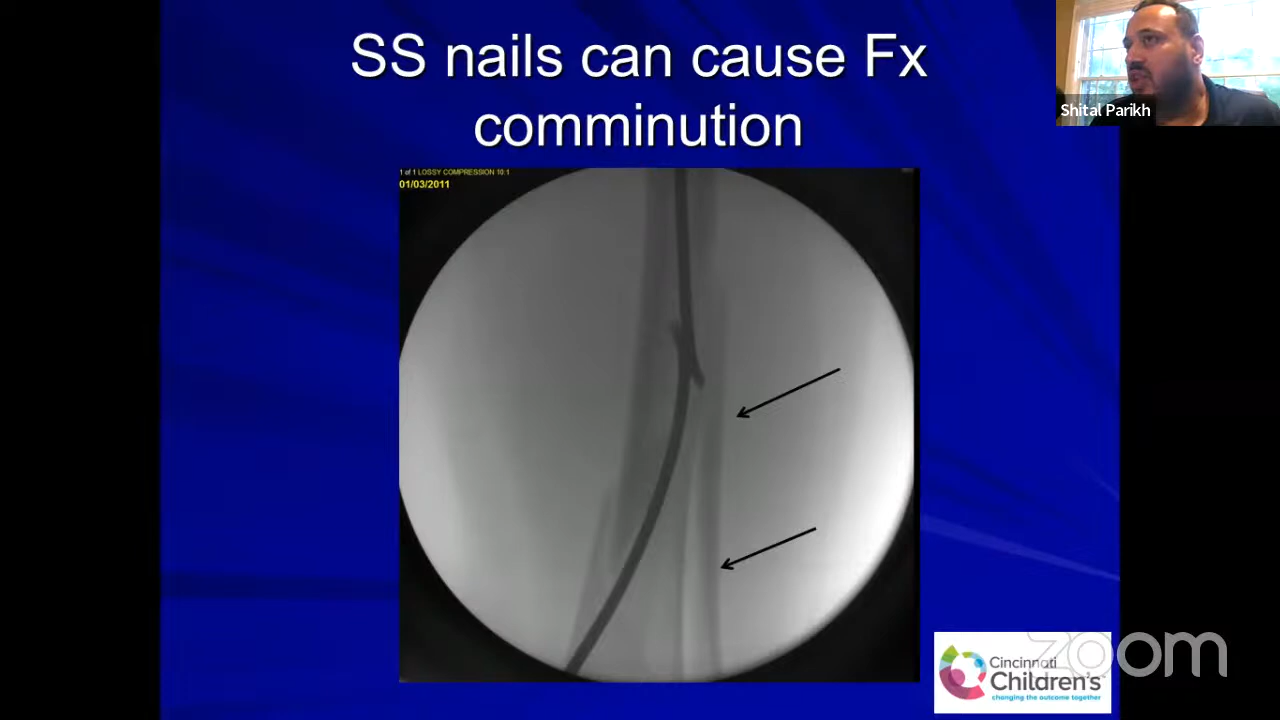 SS nails can cause Fx
comminution
Shital Parikh
1 of 1 LOSSY COMPRESSION 10:1
01/03/2011
Cincinnati
Children's
changing the outcome together
zoom